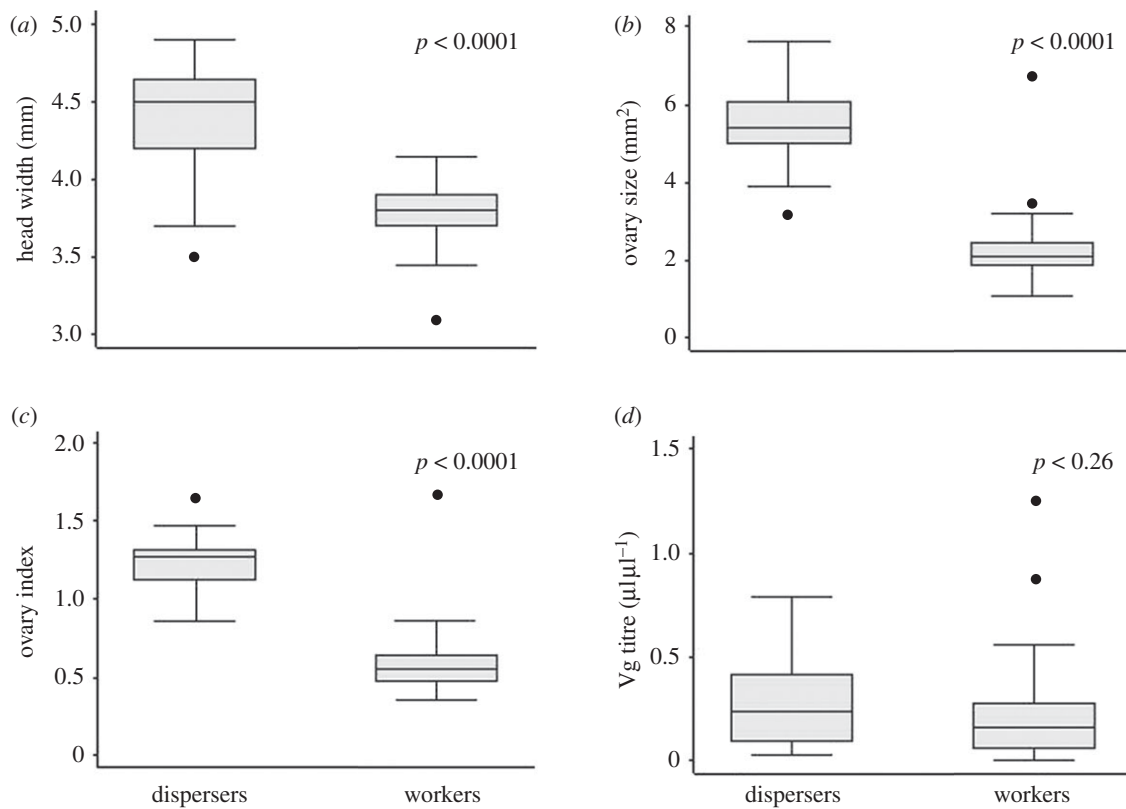 (a)
5.0
4.5
4.0
3.5
3.0
head width (mm)
p < 0.0001
(b)
8
6
4
2
0
ovary size (mm²)
p < 0.0001
(c)
2.0
1.5
1.0
0.5
0
ovary index
p < 0.0001
dispersers
workers
(d)
1.5
1.0
0.5
0
Vg titre (µl µl⁻¹)
p < 0.26
dispersers
workers